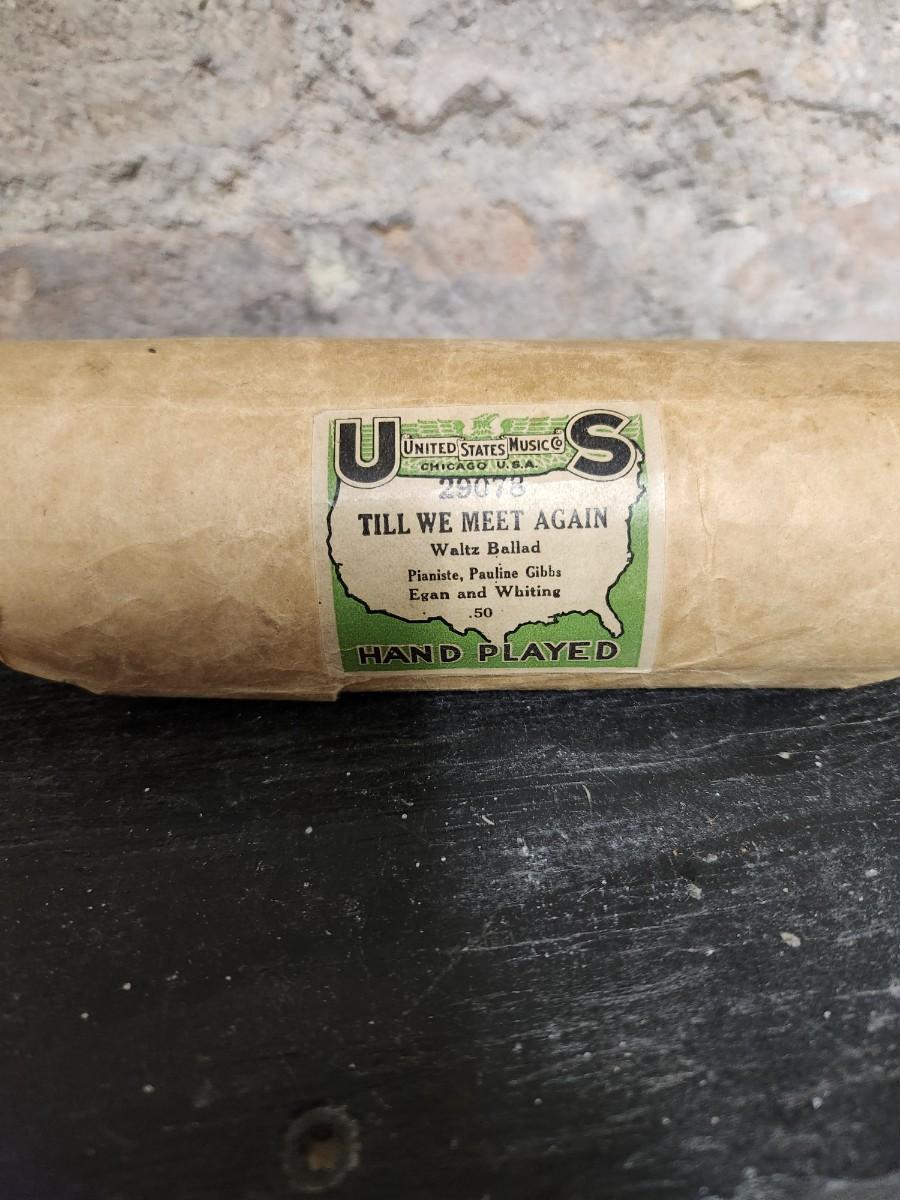 U UNITED STATES MUSIC Co S
CHICAGO U.S.A.
29078
TILL WE MEET AGAIN
Waltz Ballad
Pianiste, Pauline Gibbs
Egan and Whiting
.50
HAND PLAYED